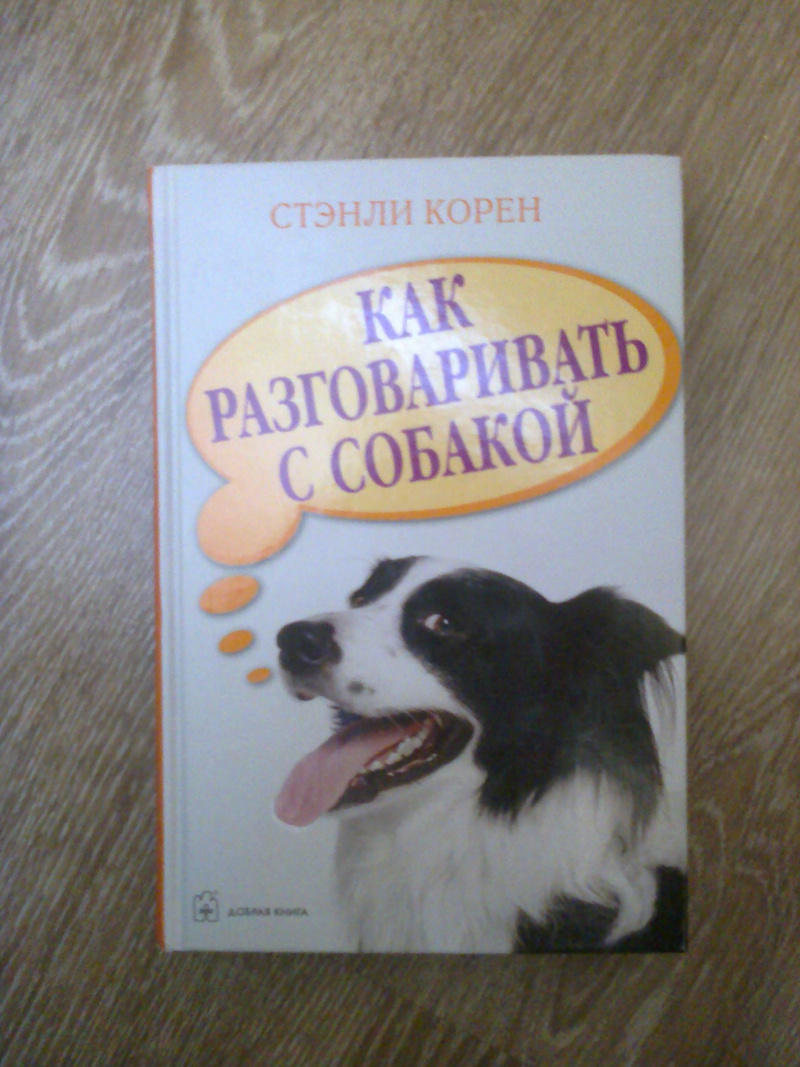 СТЭНЛИ КОРЕН
КАК
РАЗГОВАРИВАТЬ
С СОБАКОЙ
ДОБРАЯ КНИГА